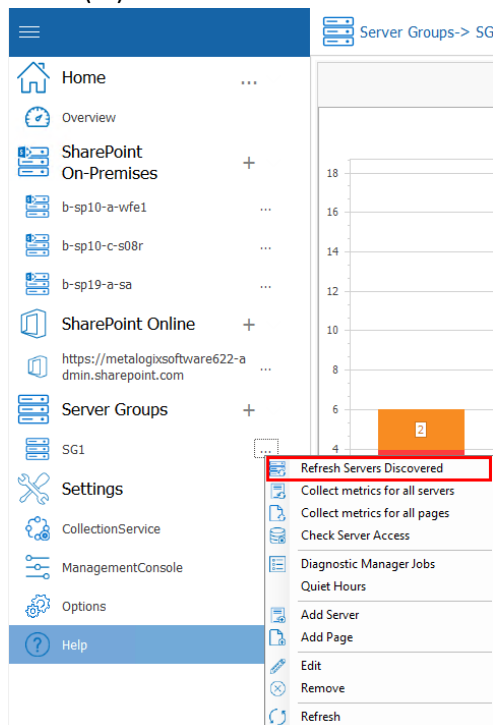 Server Groups-> SG
Home
...
Overview
SharePoint
On-Premises
+
b-sp10-a-wfe1
...
b-sp10-c-s08r
...
b-sp19-a-sa
...
SharePoint Online
+
https://metalogixsoftware622-a
dmin.sharepoint.com
...
Server Groups
+
SG1
...
Settings
CollectionService
ManagementConsole
Options
? Help
18
16
14
12
10
8
6
2
4
Refresh Servers Discovered
Collect metrics for all servers
Collect metrics for all pages
Check Server Access
Diagnostic Manager Jobs
Quiet Hours
Add Server
Add Page
Edit
Remove
Refresh